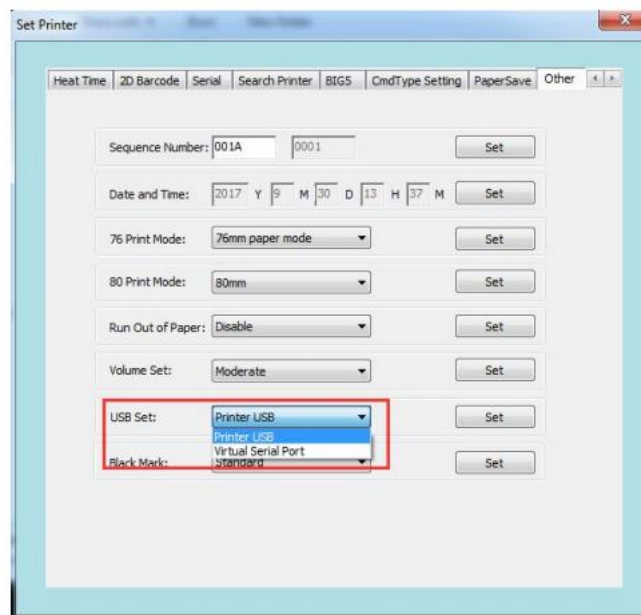 Set Printer
Heat Time 2D Barcode Serial Search Printer BIG5 CmdType Setting PaperSave Other
Sequence Number: 001A 0001 Set
Date and Time: 2017 Y 9 M 30 D 13 H 37 M Set
76 Print Mode: 76mm paper mode Set
80 Print Mode: 80mm Set
Run Out of Paper: Disable Set
Volume Set: Moderate Set
USB Set: Printer USB Set
Printer USB
Virtual Serial Port
Black Mark: Standard Set